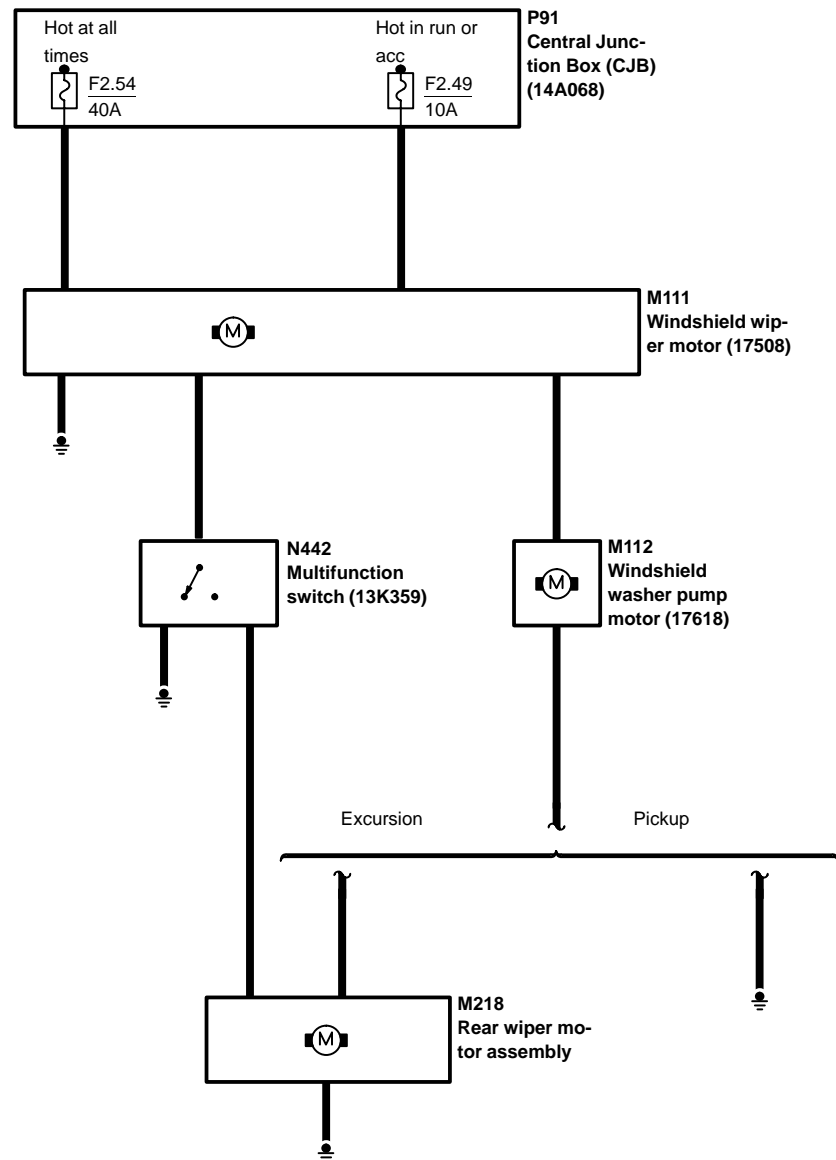 Hot at all
times
F2.54
40A
Hot in run or
acc
F2.49
10A
P91
Central Junc-
tion Box (CJB)
(14A068)
M111
Windshield wip-
er motor (17508)
M
N442
Multifunction
switch (13K359)
M112
Windshield
washer pump
motor (17618)
M
Excursion
Pickup
M218
Rear wiper mo-
tor assembly
M